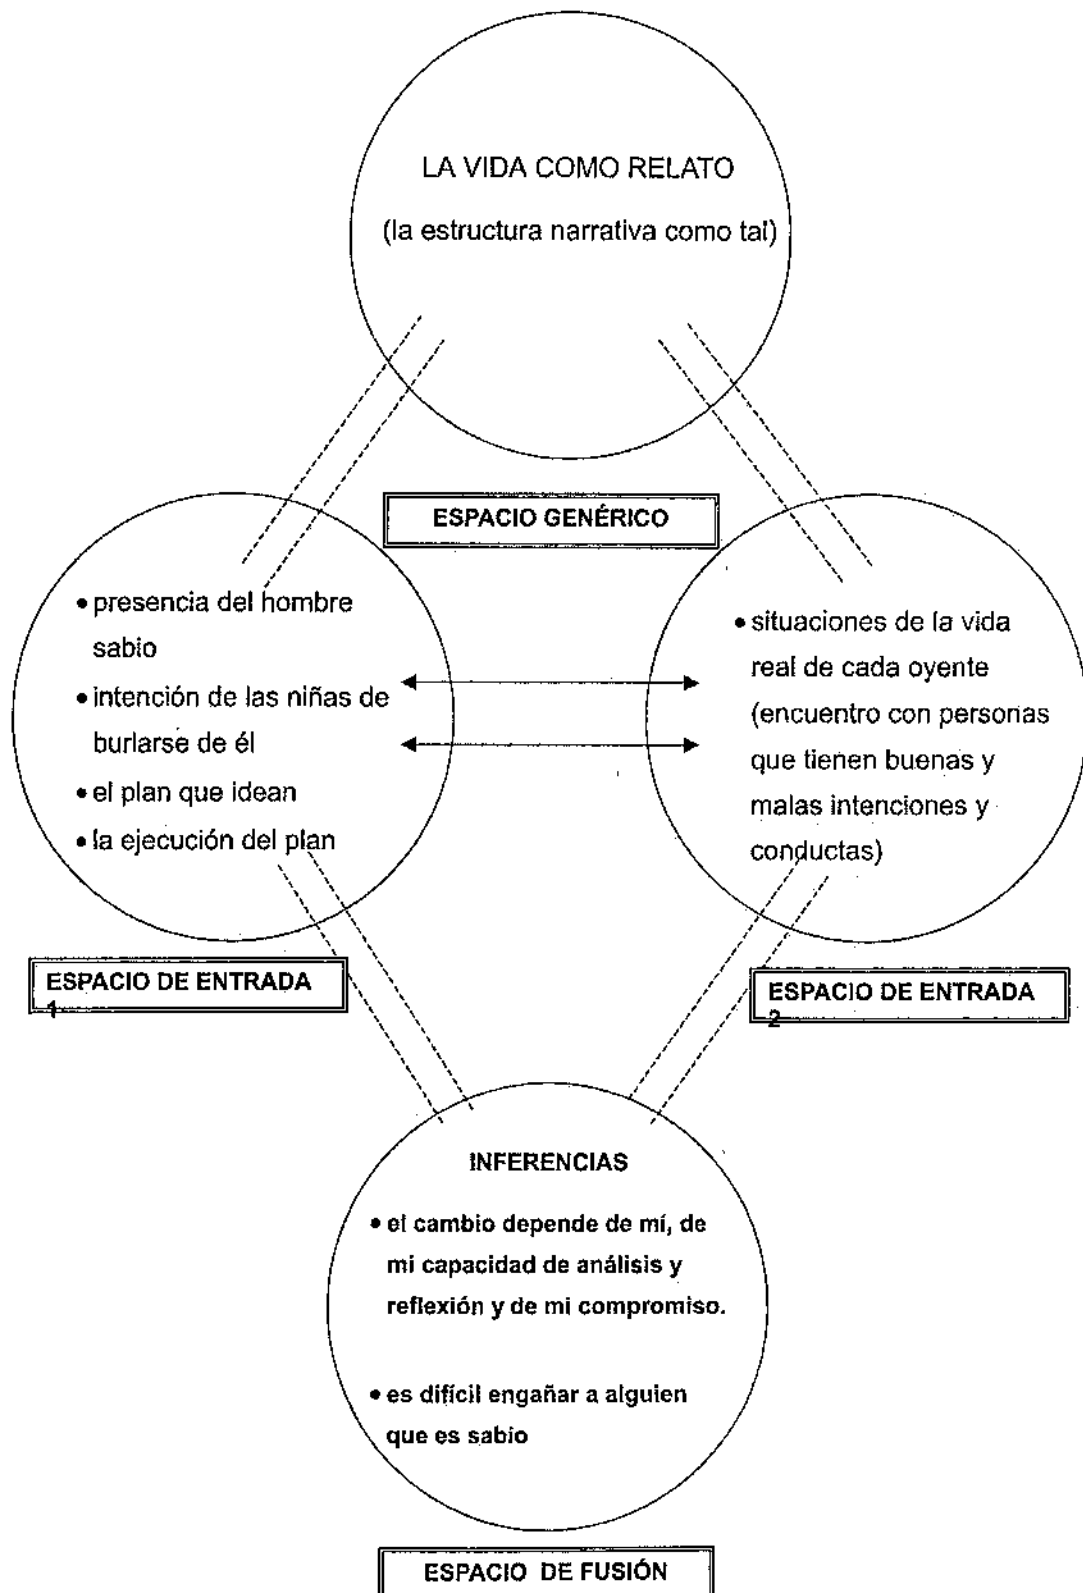 LA VIDA COMO RELATO
(la estructura narrativa como tal)
ESPACIO GENÉRICO
• presencia del hombre
sabio
• intención de las niñas de
burlarse de él
• el plan que idean
• la ejecución del plan
• situaciones de la vida
real de cada oyente
(encuentro con personas
que tienen buenas y
malas intenciones y
conductas)
ESPACIO DE ENTRADA
1
ESPACIO DE ENTRADA
2
INFERENCIAS
• el cambio depende de mí, de
mi capacidad de análisis y
reflexión y de mi compromiso.
• es difícil engañar a alguien
que es sabio
ESPACIO DE FUSIÓN